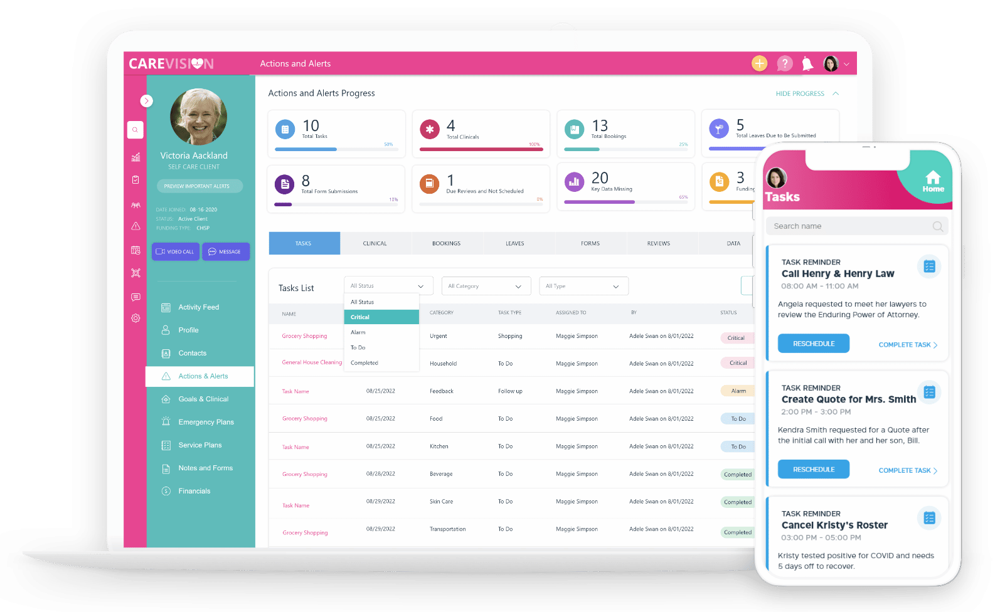 CAREVISION
Actions and Alerts
?
Victoria Aackland
SELF CARE CLIENT
PREVIEW IMPORTANT ALERTS
DATE JOINED: 08-16-2020
STATUS: Active Client
FUNDING TYPE: CHSP
VIDEO CALL
MESSAGE
Activity Feed
Profile
Contacts
Actions & Alerts
Goals & Clinical
Emergency Plans
Service Plans
Notes and Forms
Financials
Actions and Alerts Progress
HIDE PROGRESS
10
Total Tasks
50%
4
Total Clinicals
100%
13
Total Bookings
25%
5
Total Leaves Due to be Submitted
8
Total Form Submissions
10%
1
Due Reviews and Not Scheduled
0%
20
Key Data Missing
65%
3
Funding
TASKS CLINICAL BOOKINGS LEAVES FORMS REVIEWS DATA
Tasks List
All Status
All Category
All Type
All Status
Critical
Alarm
To Do
Completed
NAME CATEGORY TASK TYPE ASSIGNED TO BY STATUS
Grocery Shopping Urgent Shopping Maggie Simpson Adele Swan on 8/01/2022 Critical
General House Cleaning Household To Do Maggie Simpson Adele Swan on 8/01/2022 Critical
Task Name 08/25/2022 Feedback Follow up Maggie Simpson Adele Swan on 8/01/2022 Alarm
Grocery Shopping 08/25/2022 Food To Do Maggie Simpson Adele Swan on 8/01/2022 To Do
Task Name 08/25/2022 Kitchen To Do Maggie Simpson Adele Swan on 8/01/2022 To Do
Grocery Shopping 08/28/2022 Beverage To Do Maggie Simpson Adele Swan on 8/01/2022 Completed
Task Name 08/29/2022 Skin Care To Do Maggie Simpson Adele Swan on 8/01/2022 Completed
Grocery Shopping 08/29/2022 Transportation To Do Maggie Simpson Adele Swan on 8/01/2022 Completed
Home
Tasks
Search name
TASK REMINDER
Call Henry & Henry Law
08:00 AM - 11:00 AM
Angela requested to meet her lawyers to
review the Enduring Power of Attorney.
RESCHEDULE
COMPLETE TASK
TASK REMINDER
Create Quote for Mrs. Smith
2:00 PM - 3:00 PM
Kendra Smith requested for a Quote after
the initial call with her and her son, Bill.
RESCHEDULE
COMPLETE TASK
TASK REMINDER
Cancel Kristy's Roster
03:00 PM - 05:00 PM
Kristy tested positive for COVID and needs
5 days off to recover.